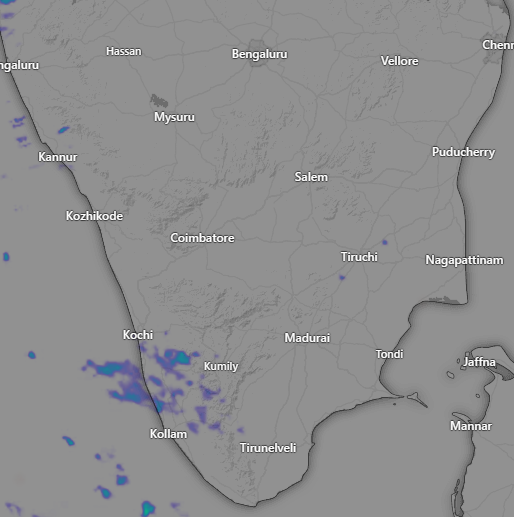 Hassan
Bengaluru
Chenn
ngaluru
Vellore
Mysuru
Kannur
Puducherry
Salem
Kozhikode
Coimbatore
Tiruchi
Nagapattinam
Kochi
Madurai
Tondi
Kumily
Jaffna
Kollam
Mannar
Tirunelveli